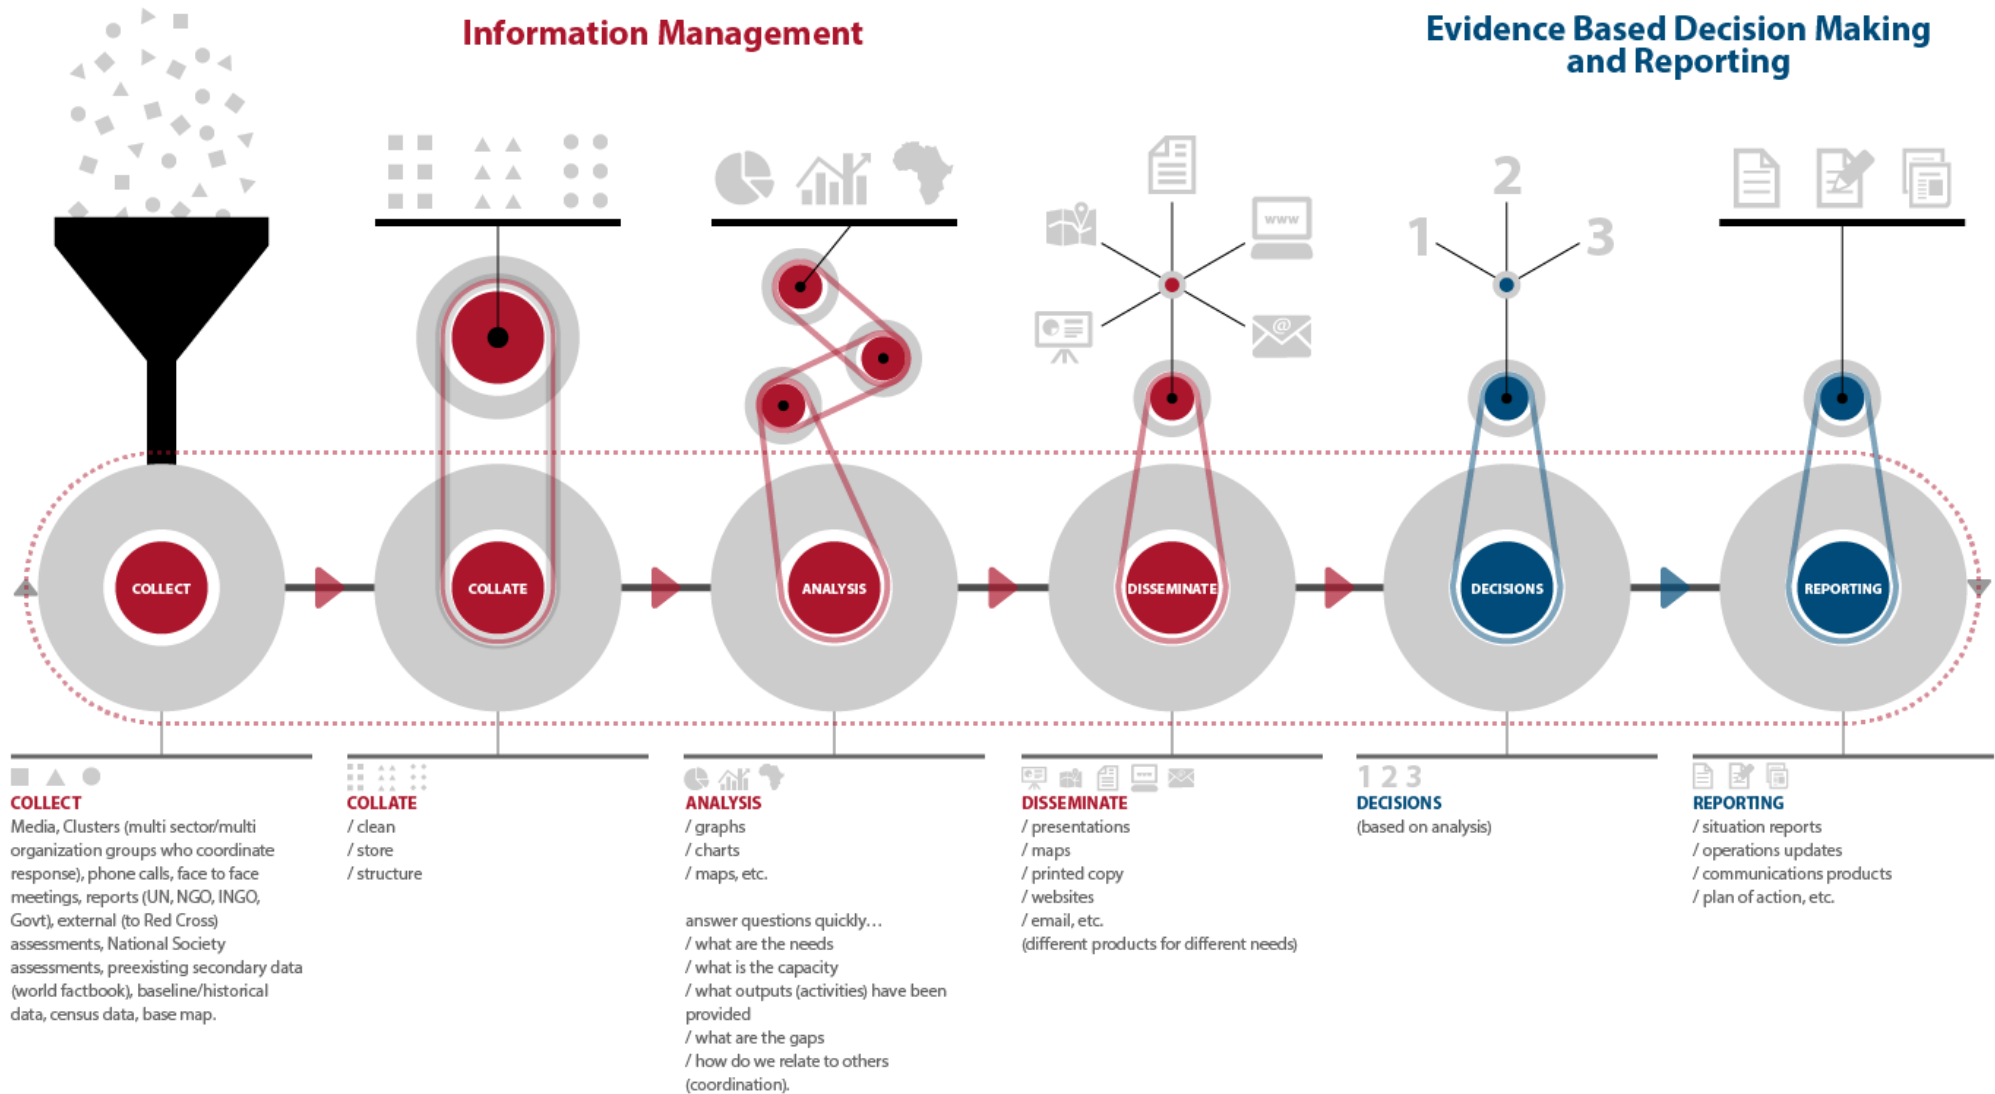 Information Management
Evidence Based Decision Making
and Reporting
2
1
3
www
@
COLLECT
COLLATE
ANALYSIS
DISSEMINATE
DECISIONS
REPORTING
COLLECT
Media, Clusters (multi sector/multi
organization groups who coordinate
response), phone calls, face to face
meetings, reports (UN, NGO, INGO,
Govt), external (to Red Cross)
assessments, National Society
assessments, preexisting secondary data
(world factbook), baseline/historical
data, census data, base map.
COLLATE
/ clean
/ store
/ structure
ANALYSIS
/ graphs
/ charts
/ maps, etc.
answer questions quickly...
/ what are the needs
/ what is the capacity
/ what outputs (activities) have been
provided
/ what are the gaps
/ how do we relate to others
(coordination).
www
DISSEMINATE
/ presentations
/ maps
/ printed copy
/ websites
/ email, etc.
(different products for different needs)
1 2 3
DECISIONS
(based on analysis)
REPORTING
/ situation reports
/ operations updates
/ communications products
/ plan of action, etc.